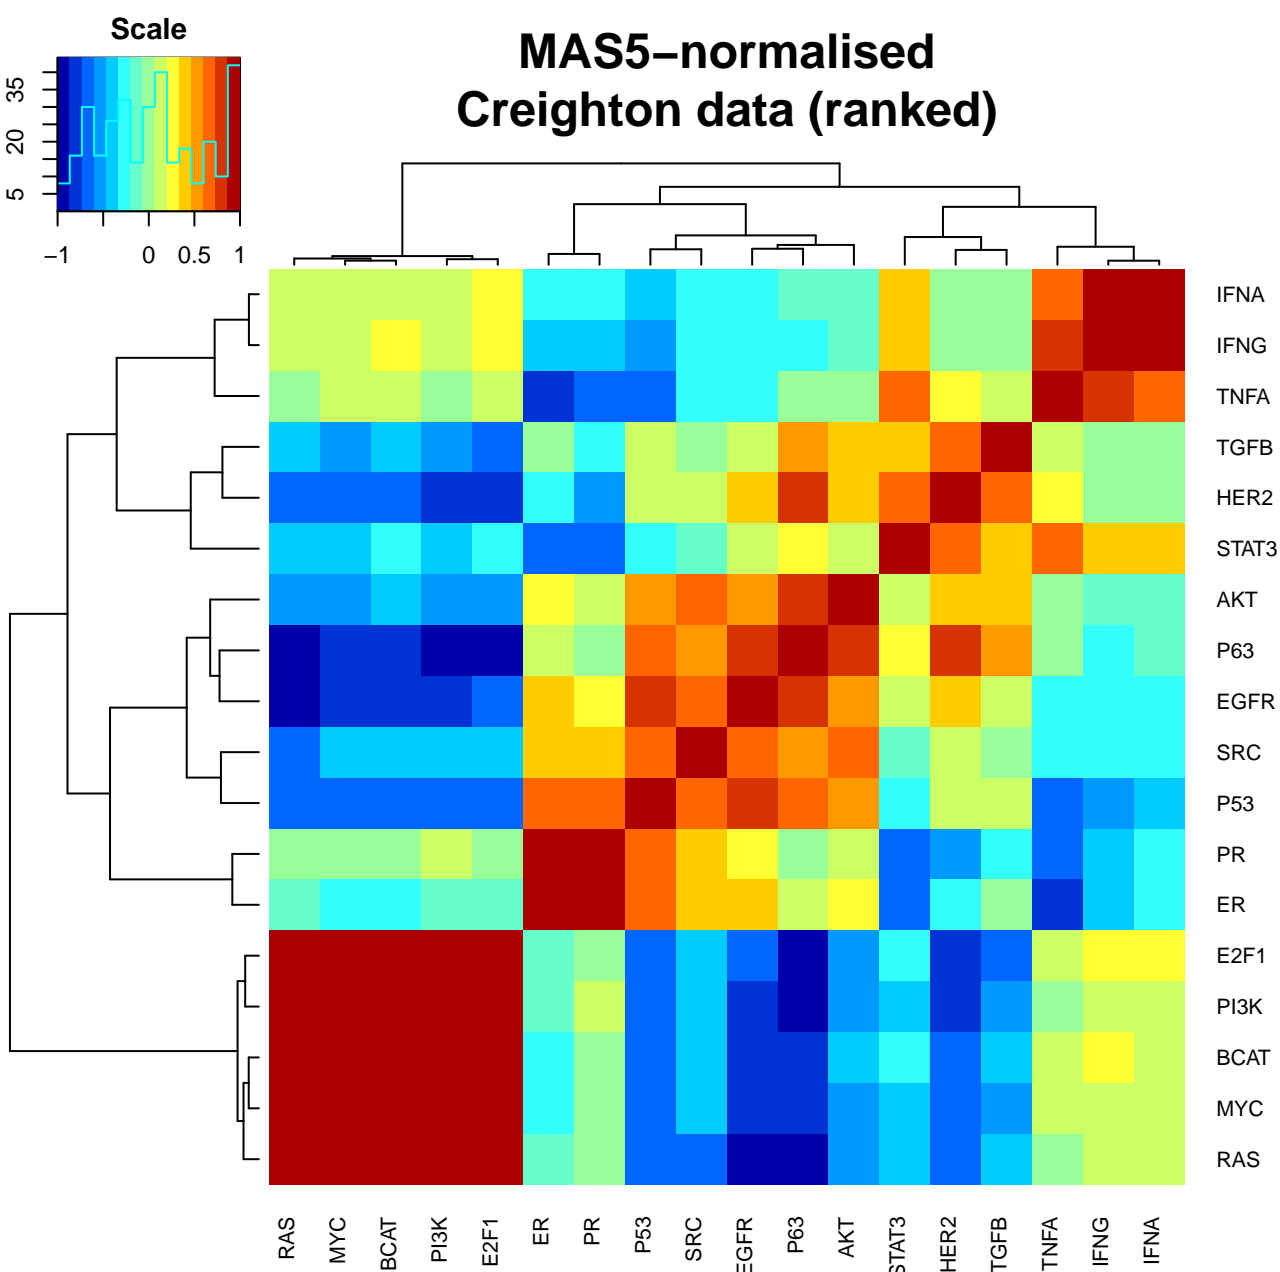 Scale
MAS5−normalised
Creighton data (ranked)
35
20
5
−1 0 0.5 1
IFNA
IFNG
TNFA
TGFB
HER2
STAT3
AKT
P63
EGFR
SRC
P53
PR
ER
E2F1
PI3K
BCAT
MYC
RAS
RAS MYC BCAT PI3K E2F1 ER PR P53 SRC EGFR P63 AKT STAT3 HER2 TGFB TNFA IFNG IFNA